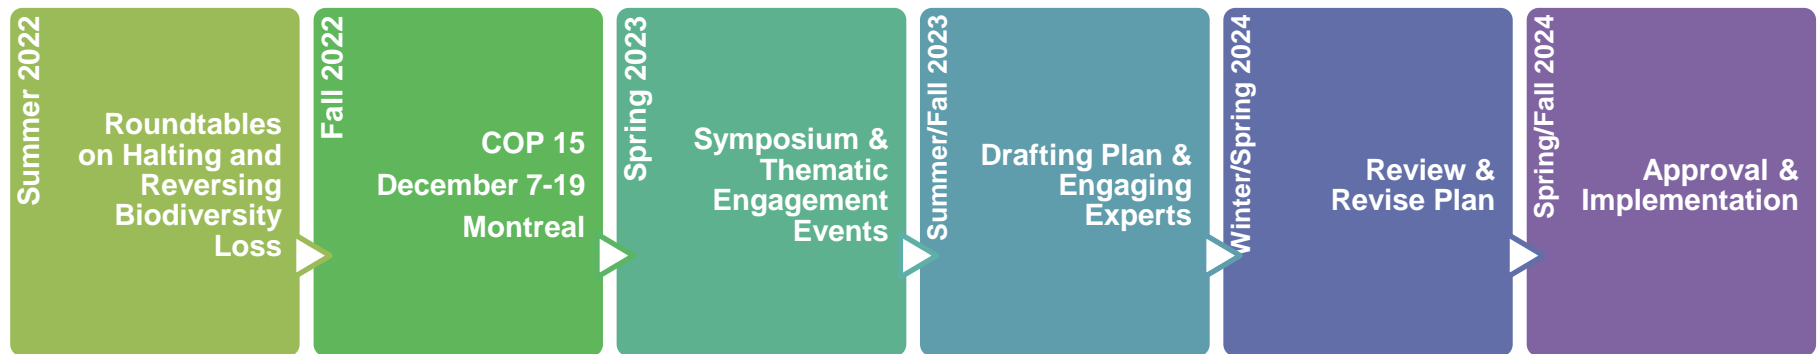 Summer 2022
Roundtables
on Halting and
Reversing
Biodiversity
Loss
Fall 2022
COP 15
December 7-19
Montreal
Spring 2023
Symposium &
Thematic
Engagement
Events
Summer/Fall 2023
Drafting Plan &
Engaging
Experts
Winter/Spring 2024
Review &
Revise Plan
Spring/Fall 2024
Approval &
Implementation